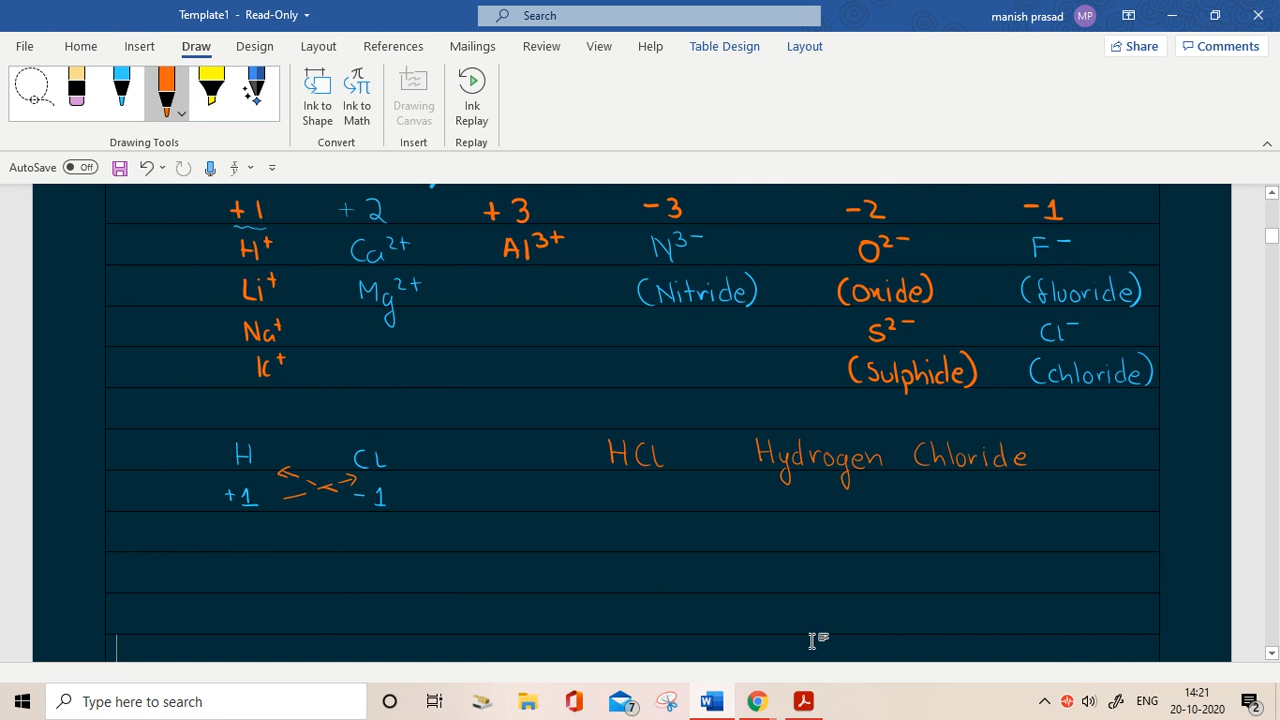 Template1 - Read-Only
Search
manish prasad MP
File Home Insert Draw Design Layout References Mailings Review View Help Table Design Layout
Share Comments
Ink to Shape
Ink to Math
Drawing Canvas
Ink Replay
Drawing Tools Convert Insert Replay
AutoSave Off
+1 +2 +3 -3 -2 -1
H⁺ Ca²⁺ Al³⁺ N³⁻ O²⁻ F⁻
Li⁺ Mg²⁺ (Nitride) (Oxide) (fluoride)
Na⁺ S²⁻ Cl⁻
K⁺ (Sulphide) (chloride)
H CL HCl Hydrogen Chloride
+1 -1
Type here to search
7
ENG
14:21
20-10-2020
2